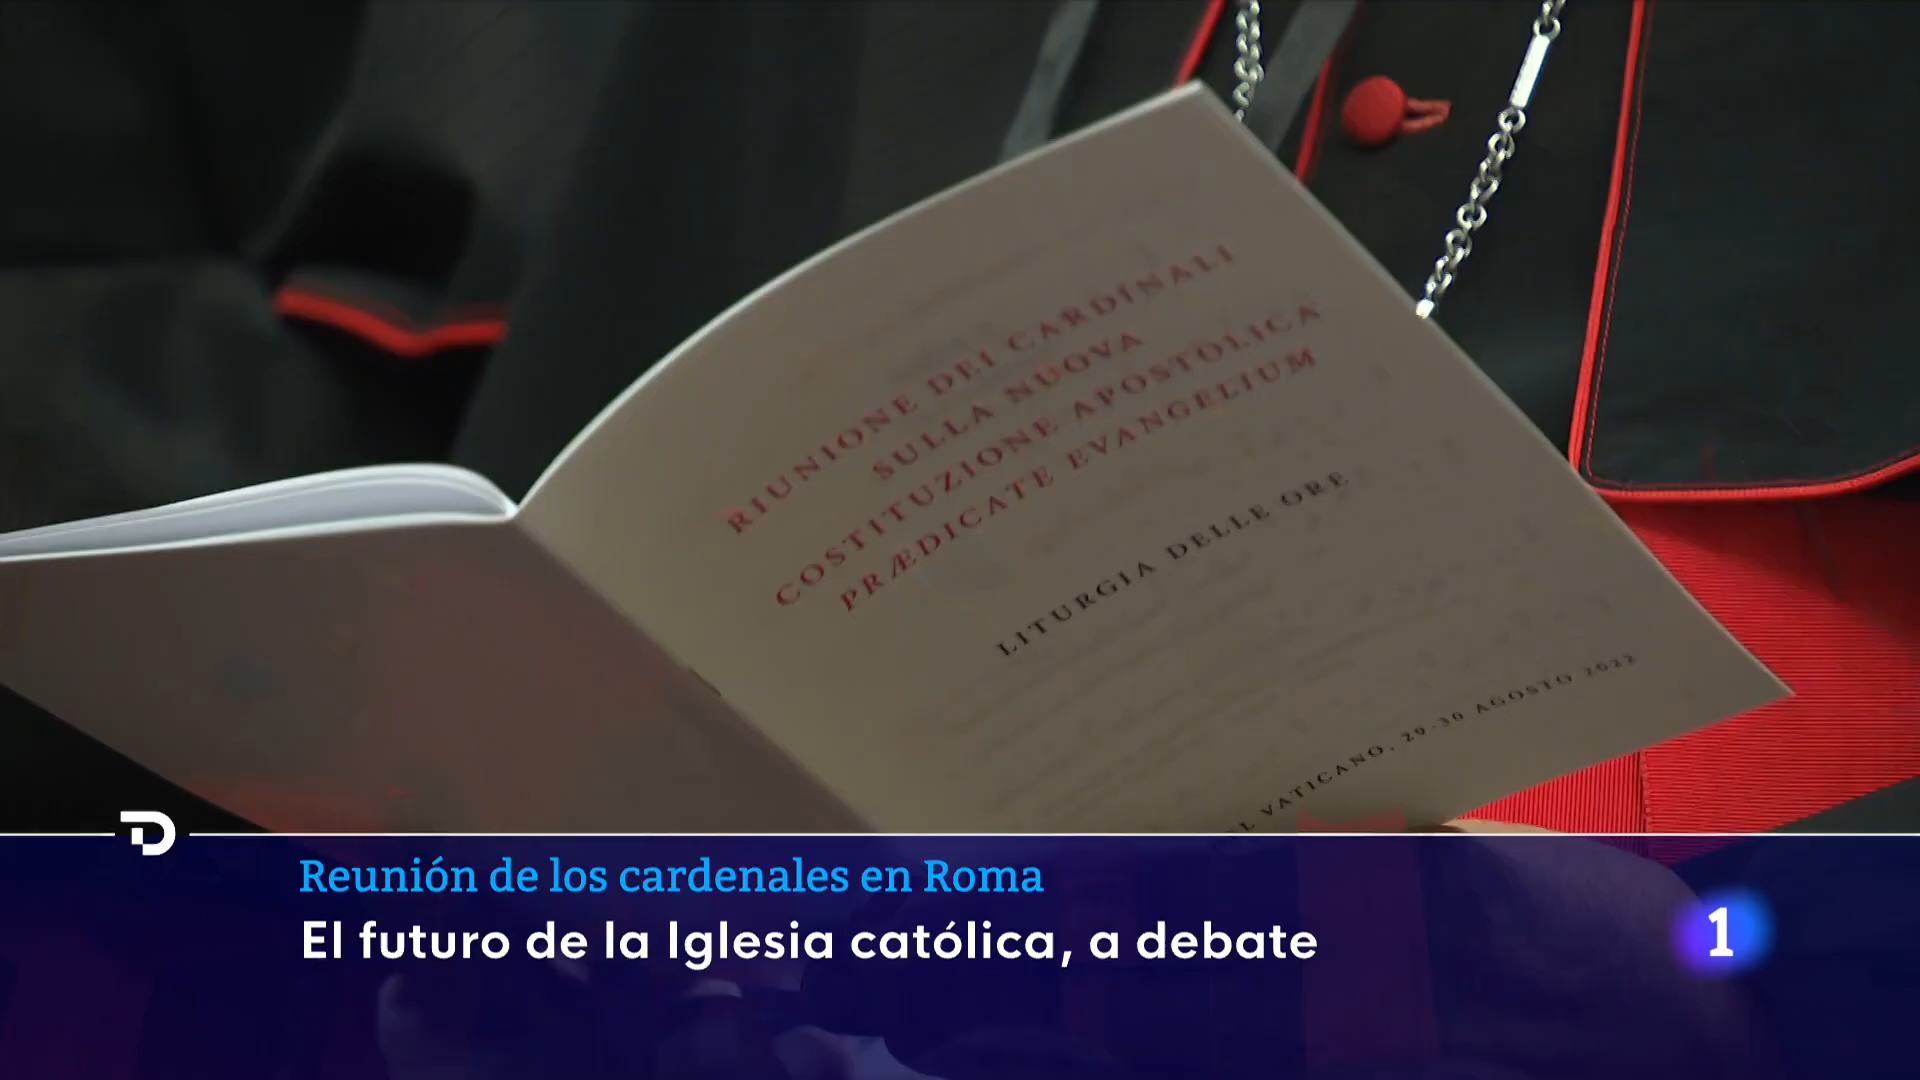 RIUNIONE DEI CARDINALI
SULLA NUOVA
COSTITUZIONE APOSTOLICA
PRÆDICATE EVANGELIUM
LITURGIA DELLE ORE
VATICANO, 29-30 AGOSTO 2022
Reunión de los cardenales en Roma
El futuro de la Iglesia católica, a debate
1